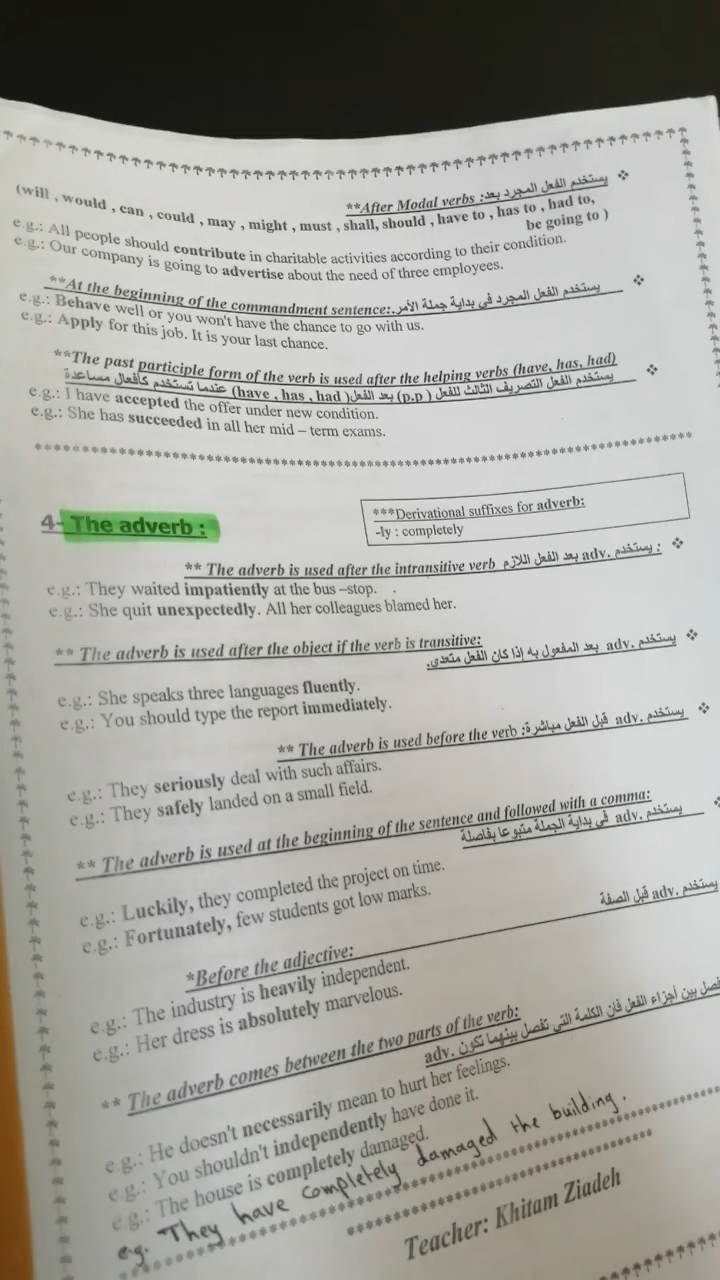 **After Modal verbs :يستخدم الفعل المجرد بعد ❖
(will , would , can , could , may , might , must , shall, should , have to , has to , had to,
be going to )
e.g.: All people should contribute in charitable activities according to their condition.
e.g.: Our company is going to advertise about the need of three employees.
**At the beginning of the commandment sentence:.يستخدم الفعل المجرد في بداية جملة الأمر ❖
e.g.: Behave well or you won't have the chance to go with us.
e.g.: Apply for this job. It is your last chance.
**The past participle form of the verb is used after the helping verbs (have, has, had)
يستخدم الفعل التصريف الثالث للفعل ( p.p) بعد الفعل( have , has , had) عندما تستخدم كأفعال مساعدة ❖
e.g.: I have accepted the offer under new condition.
e.g.: She has succeeded in all her mid – term exams.
4- The adverb :
***Derivational suffixes for adverb:
-ly : completely
** The adverb is used after the intransitive verb يستخدم .adv بعد الفعل اللازم : ❖
e.g.: They waited impatiently at the bus –stop.
e.g.: She quit unexpectedly. All her colleagues blamed her.
** The adverb is used after the object if the verb is transitive:
يستخدم .adv بعد المفعول به إذا كان الفعل متعدي. ❖
e.g.: She speaks three languages fluently.
e.g.: You should type the report immediately.
** The adverb is used before the verb :يستخدم .adv قبل الفعل مباشرة ❖
e.g.: They seriously deal with such affairs.
e.g.: They safely landed on a small field.
** The adverb is used at the beginning of the sentence and followed with a comma:
يستخدم .adv في بداية الجملة متبوعا بفاصلة
e.g.: Luckily, they completed the project on time.
e.g.: Fortunately, few students got low marks.
يستخدم .adv قبل الصفة
*Before the adjective:
e.g.: The industry is heavily independent.
e.g.: Her dress is absolutely marvelous.
** The adverb comes between the two parts of the verb:
بين أجزاء الفعل فان الكلمة التي تفصل بينهما تكون .adv
e.g.: He doesn't necessarily mean to hurt her feelings.
e.g.: You shouldn't independently have done it.
e.g.: The house is completely damaged.
e.g. They have completely damaged the building.
Teacher: Khitam Ziadeh